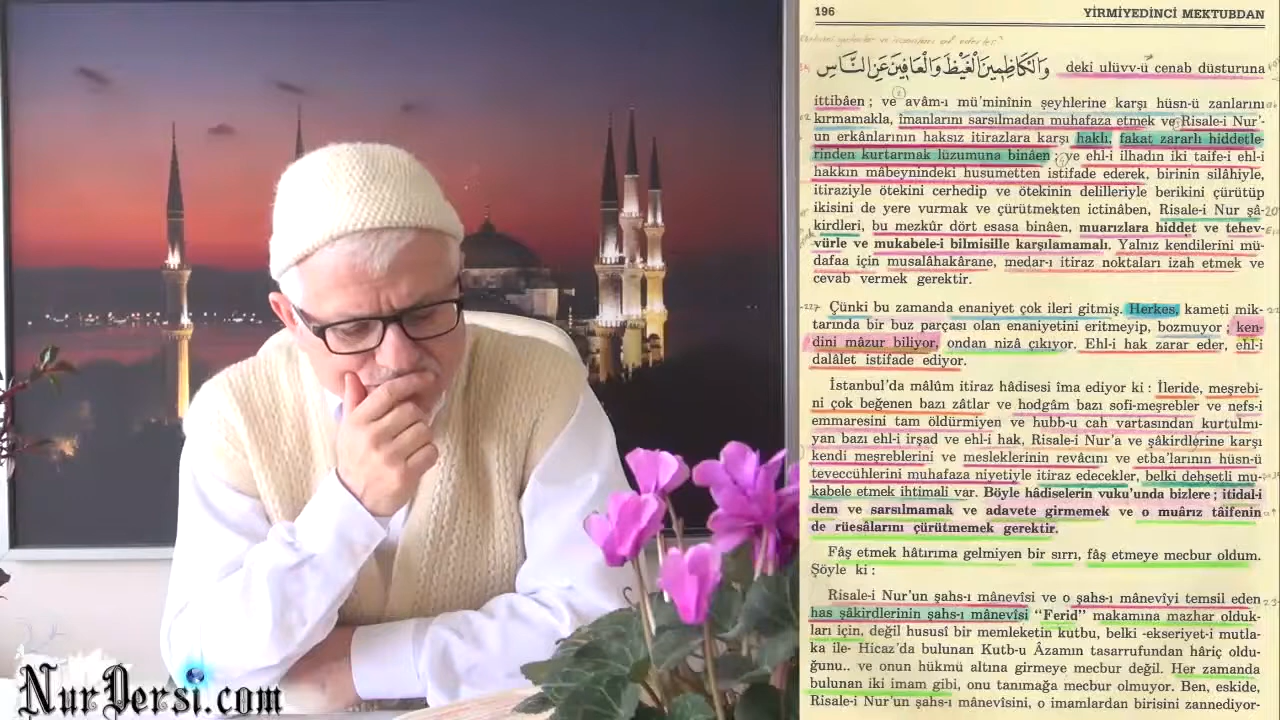 196
YİRMİYEDİNCİ MEKTUBDAN
وَالْكَاظِمِينَ الْغَيْظَ وَالْعَافِينَ عَنِ النَّاسِ deki ulüvv-ü cenab düsturuna
ittibâen ; ve avâm-ı mü'minînin şeyhlerine karşı hüsn-ü zanlarını
kırmamakla, imanlarını sarsılmadan muhafaza etmek ve Risale-i Nur'-
un erkânlarının haksız itirazlara karşı haklı, fakat zararlı hiddetle-
rinden kurtarmak lüzumuna binâen ; ve ehl-i ilhadın iki taife-i ehl-i
hakkın mâbeynindeki husumetten istifade ederek, birinin silâhiyle,
itiraziyle ötekini cerhedip ve ötekinin delilleriyle berikini çürütüp
ikisini de yere vurmak ve çürütmekten ictinâben, Risale-i Nur şâ-
kirdleri, bu mezkûr dört esasa binâen, muarızlara hiddet ve tehev-
vürle ve mukabele-i bilmisille karşılamamalı. Yalnız kendilerini mü-
dafaa için musalâhakârane, medar-ı itiraz noktaları izah etmek ve
cevab vermek gerektir.
Çünki bu zamanda enaniyet çok ileri gitmiş. Herkes, kameti mik-
tarında bir buz parçası olan enaniyetini eritmeyip, bozmuyor ; ken-
dini mâzur biliyor, ondan nizâ çıkıyor. Ehl-i hak zarar eder, ehl-i
dalâlet istifade ediyor.
İstanbul'da malûm itiraz hâdisesi îma ediyor ki : İleride, meşrebi-
ni çok beğenen bazı zâtlar ve hodgâm bazı sofi-meşrebler ve nefs-i
emmaresini tam öldürmiyen ve hubb-u cah vartasından kurtulmı-
yan bazı ehl-i irşad ve ehl-i hak, Risale-i Nur'a ve şâkirdlerine karşı
kendi meşreblerini ve mesleklerinin revâcını ve etba'larının hüsn-ü
teveccühlerini muhafaza niyetiyle itiraz edecekler, belki dehşetli mu-
kabele etmek ihtimali var. Böyle hâdiselerin vuku'unda bizlere ; itidal-i
dem ve sarsılmamak ve adavete girmemek ve o muârız tâifenin
de rüesâlarını çürütmemek gerektir.
Fâş etmek hâtırıma gelmiyen bir sırrı, fâş etmeye mecbur oldum.
Şöyle ki :
Risale-i Nur'un şahs-ı mânevîsi ve o şahs-ı mânevîyi temsil eden
has şâkirdlerinin şahs-ı mânevîsi "Ferid" makamına mazhar olduk-
ları için, değil hususî bir memleketin kutbu, belki -ekseriyet-i mutla-
ka ile- Hicaz'da bulunan Kutb-u Âzamın tasarrufundan hâriç oldu-
ğunu.. ve onun hükmü altına girmeye mecbur değil. Her zamanda
bulunan iki imam gibi, onu tanımağa mecbur olmuyor. Ben, eskide,
Risale-i Nur'un şahs-ı mânevîsini, o imamlardan birisini zannediyor-
NurDersi.com